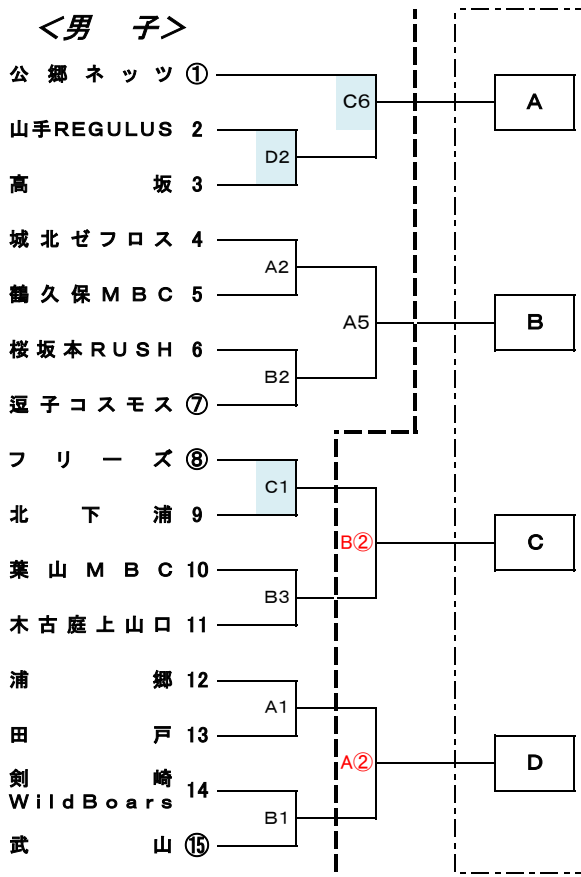 <男 子>
公郷ネッツ ①
C6
A
山手REGULUS 2
D2
高坂 3
城北ゼフロス 4
A2
鶴久保MBC 5
A5
B
桜坂本RUSH 6
B2
逗子コスモス ⑦
フリーズ ⑧
C1
北下浦 9
B②
C
葉山MBC 10
B3
木古庭上山口 11
浦郷 12
A1
田戸 13
A②
D
剣崎
WildBoars 14
B1
武山 ⑮